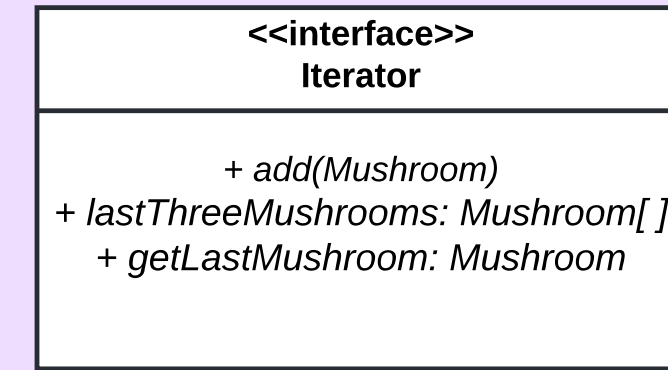 <<interface>>
Iterator
+ add(Mushroom)
+ lastThreeMushrooms: Mushroom[ ]
+ getLastMushroom: Mushroom